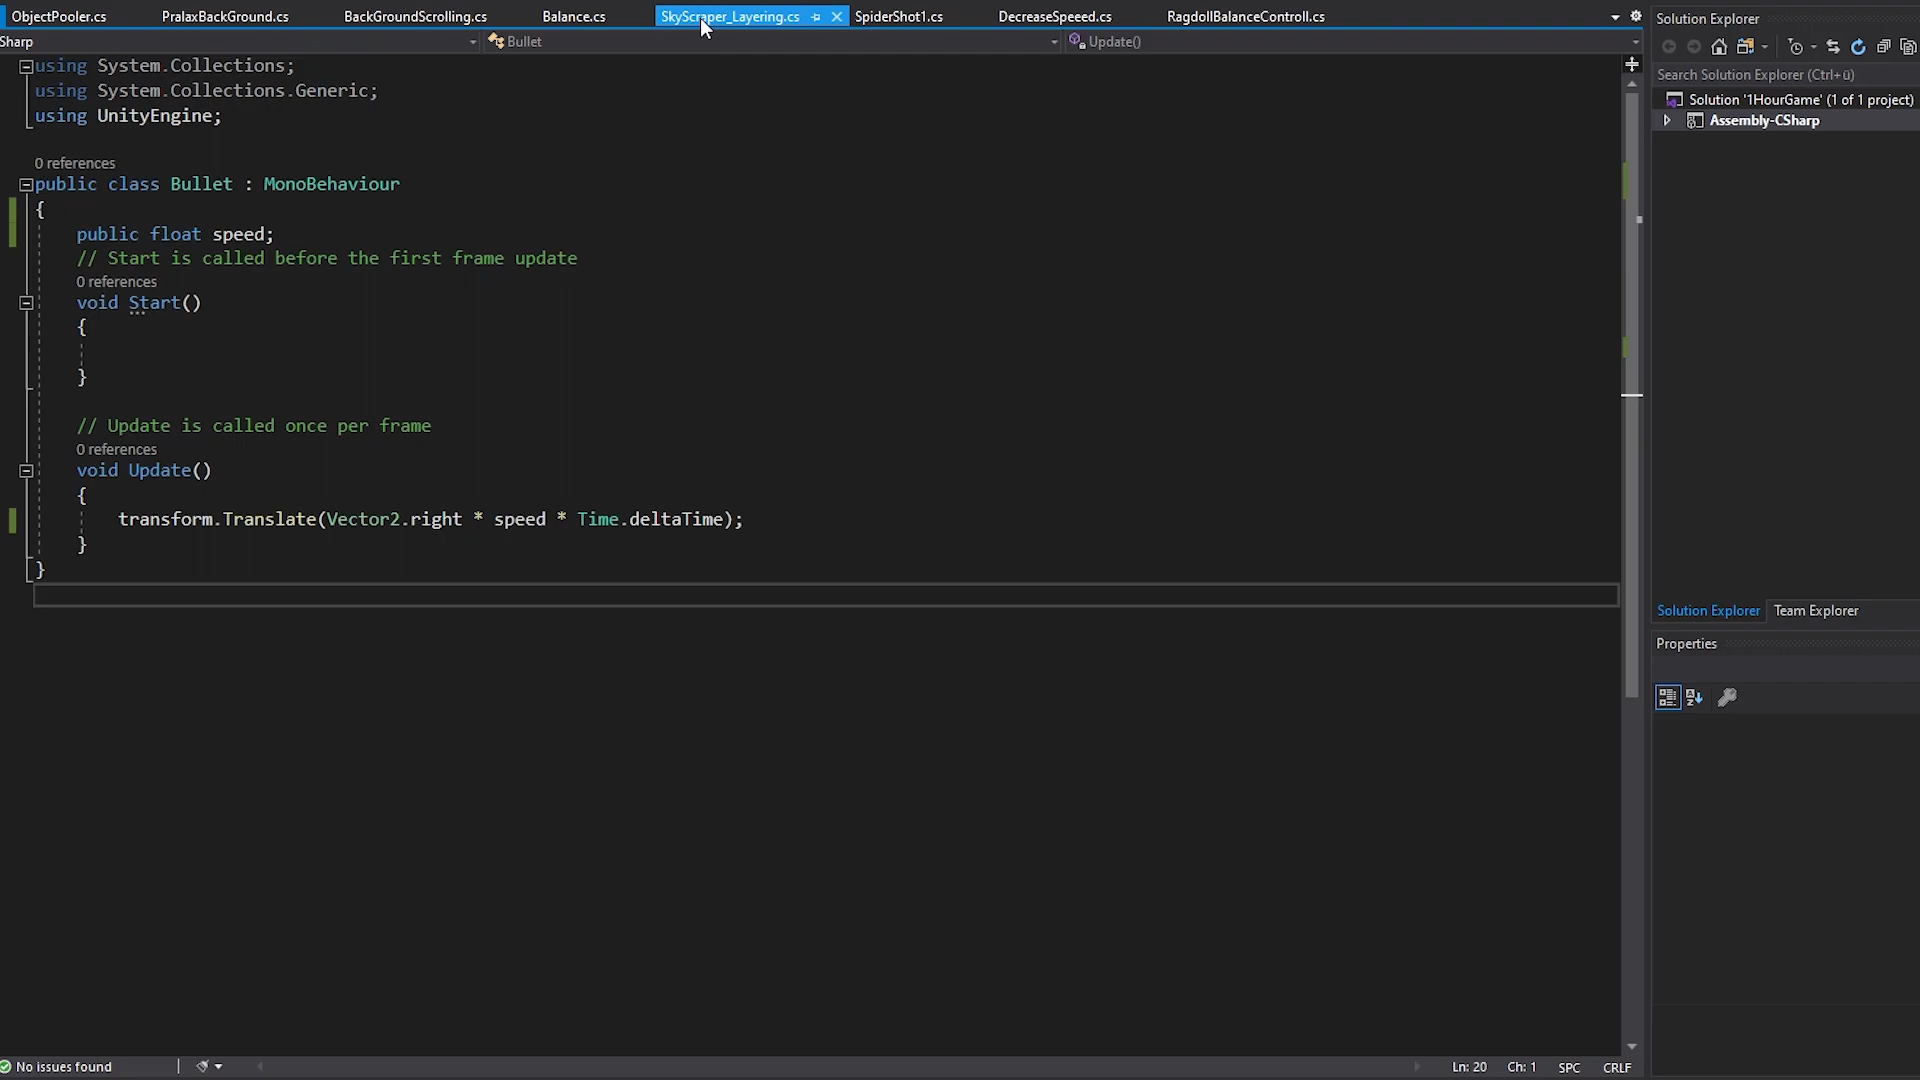 ObjectPooler.cs PralaxBackGround.cs BackGroundScrolling.cs Balance.cs SkyScraper_Layering.cs SpiderShot1.cs DecreaseSpeeed.cs RagdollBalanceControll.cs
Sharp Bullet Update()
using System.Collections;
using System.Collections.Generic;
using UnityEngine;
0 references
public class Bullet : MonoBehaviour
{
public float speed;
// Start is called before the first frame update
0 references
void Start()
{
}
// Update is called once per frame
0 references
void Update()
{
transform.Translate(Vector2.right * speed * Time.deltaTime);
}
}
No issues found
Ln: 20 Ch: 1 SPC CRLF
Solution Explorer
Search Solution Explorer (Ctrl+ü)
Solution '1HourGame' (1 of 1 project)
Assembly-CSharp
Solution Explorer Team Explorer
Properties